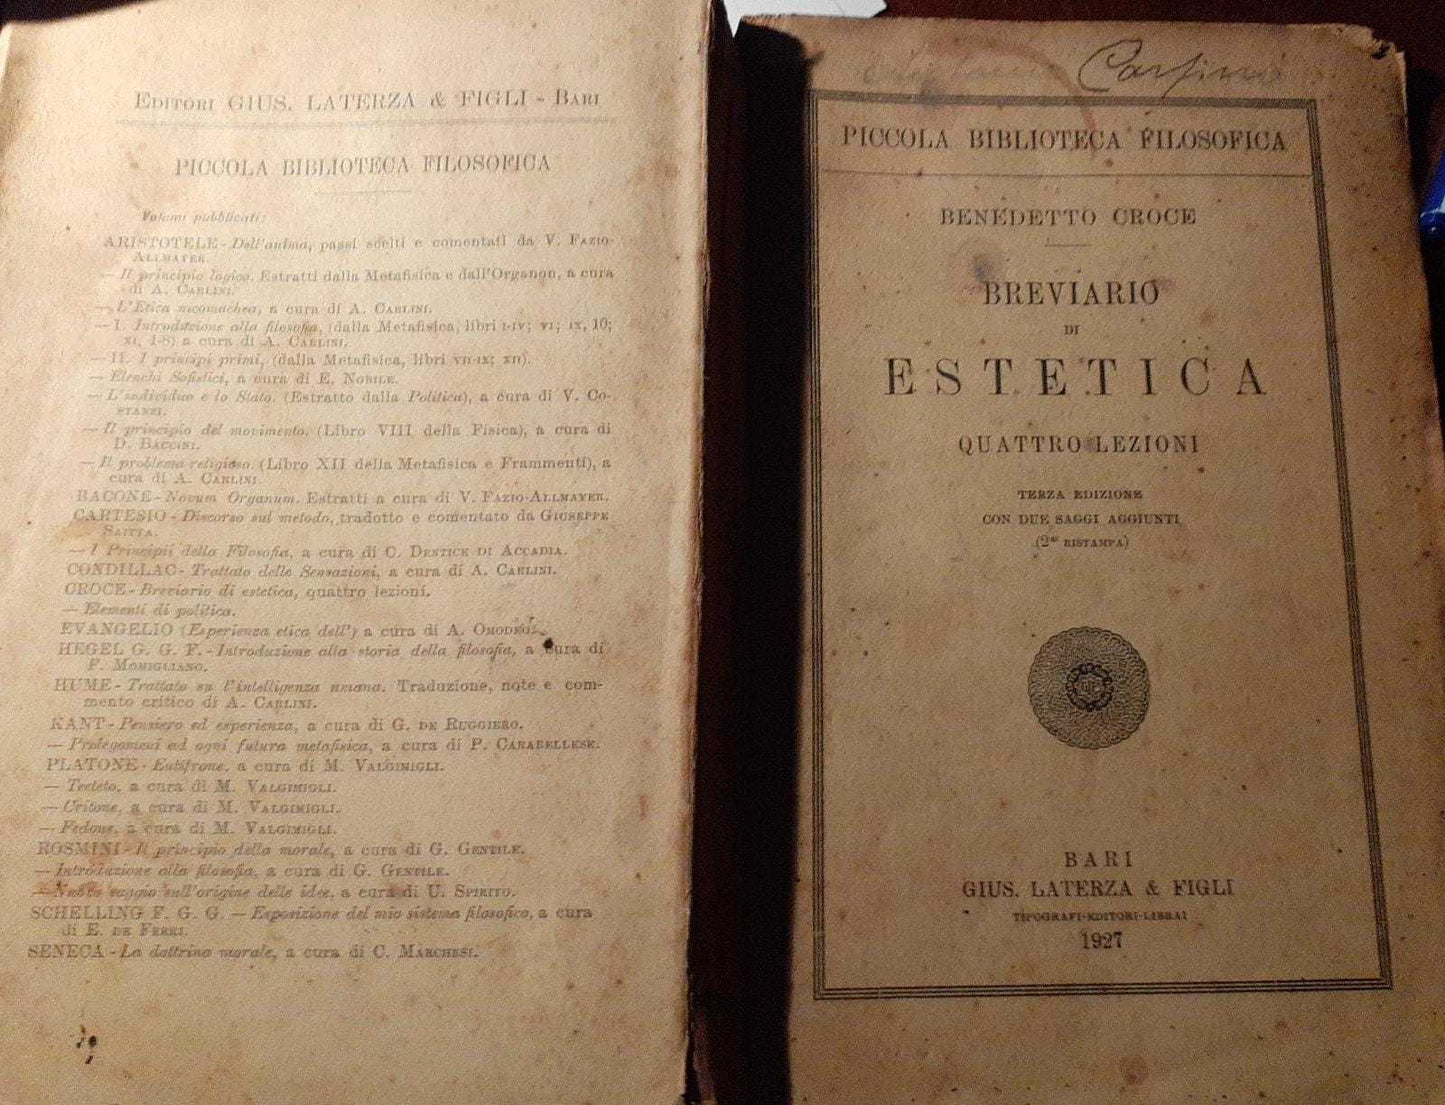 Editori GIUS. LATERZA & FIGLI - Bari
PICCOLA BIBLIOTECA FILOSOFICA
Volumi pubblicati:
ARISTOTELE - Dell'anima, passi scelti e comentati da V. Fazio-
Allmayer.
— Il principio logico. Estratti dalla Metafisica e dall'Organon, a cura
di A. Carlini.
— L'Etica nicomachea, a cura di A. Carlini.
— I. Introduzione alla filosofia, (dalla Metafisica, libri I-IV; VI; IX, 10;
XI, 1-8) a cura di A. Carlini.
— II. I principi primi, (dalla Metafisica, libri VII-IX; XII).
— Elenchi Sofistici, a cura di E. Nobile.
— L'individuo e lo Stato. (Estratto dalla Politica), a cura di V. Co-
stanzi.
— Il principio del movimento. (Libro VIII della Fisica), a cura di
D. Baccini.
— Il problema religioso. (Libro XII della Metafisica e Frammenti), a
cura di A. Carlini.
BACONE - Novum Organum. Estratti a cura di V. Fazio-Allmayer.
CARTESIO - Discorso sul metodo, tradotto e comentato da Giuseppe
Saitta.
— I Principii della Filosofia, a cura di C. Dentice di Accadia.
CONDILLAC - Trattato delle Sensazioni, a cura di A. Carlini.
CROCE - Breviario di estetica, quattro lezioni.
— Elementi di politica.
EVANGELIO (Esperienza etica dell') a cura di A. Omodeo.
HEGEL G. G. F. - Introduzione alla storia della filosofia, a cura di
F. Momigliano.
HUME - Trattato su l'intelligenza umana. Traduzione, note e com-
mento critico di A. Carlini.
KANT - Pensiero ed esperienza, a cura di G. de Ruggiero.
— Prolegomeni ad ogni futura metafisica, a cura di P. Carabellese.
PLATONE - Eutifrone, a cura di M. Valgimigli.
— Teeteto, a cura di M. Valgimigli.
— Critone, a cura di M. Valgimigli.
— Fedone, a cura di M. Valgimigli.
ROSMINI - Il principio della morale, a cura di G. Gentile.
— Introduzione alla filosofia, a cura di G. Gentile.
— Nuovo saggio sull'origine delle idee, a cura di U. Spirito.
SCHELLING F. G. G. — Esposizione del mio sistema filosofico, a cura
di E. de Ferri.
SENECA - La dottrina morale, a cura di C. Marchesi.
PICCOLA BIBLIOTECA FILOSOFICA
BENEDETTO CROCE
BREVIARIO
DI
ESTETICA
QUATTRO LEZIONI
TERZA EDIZIONE
CON DUE SAGGI AGGIUNTI
(2ª RISTAMPA)
BARI
GIUS. LATERZA & FIGLI
TIPOGRAFI-EDITORI-LIBRAI
1927